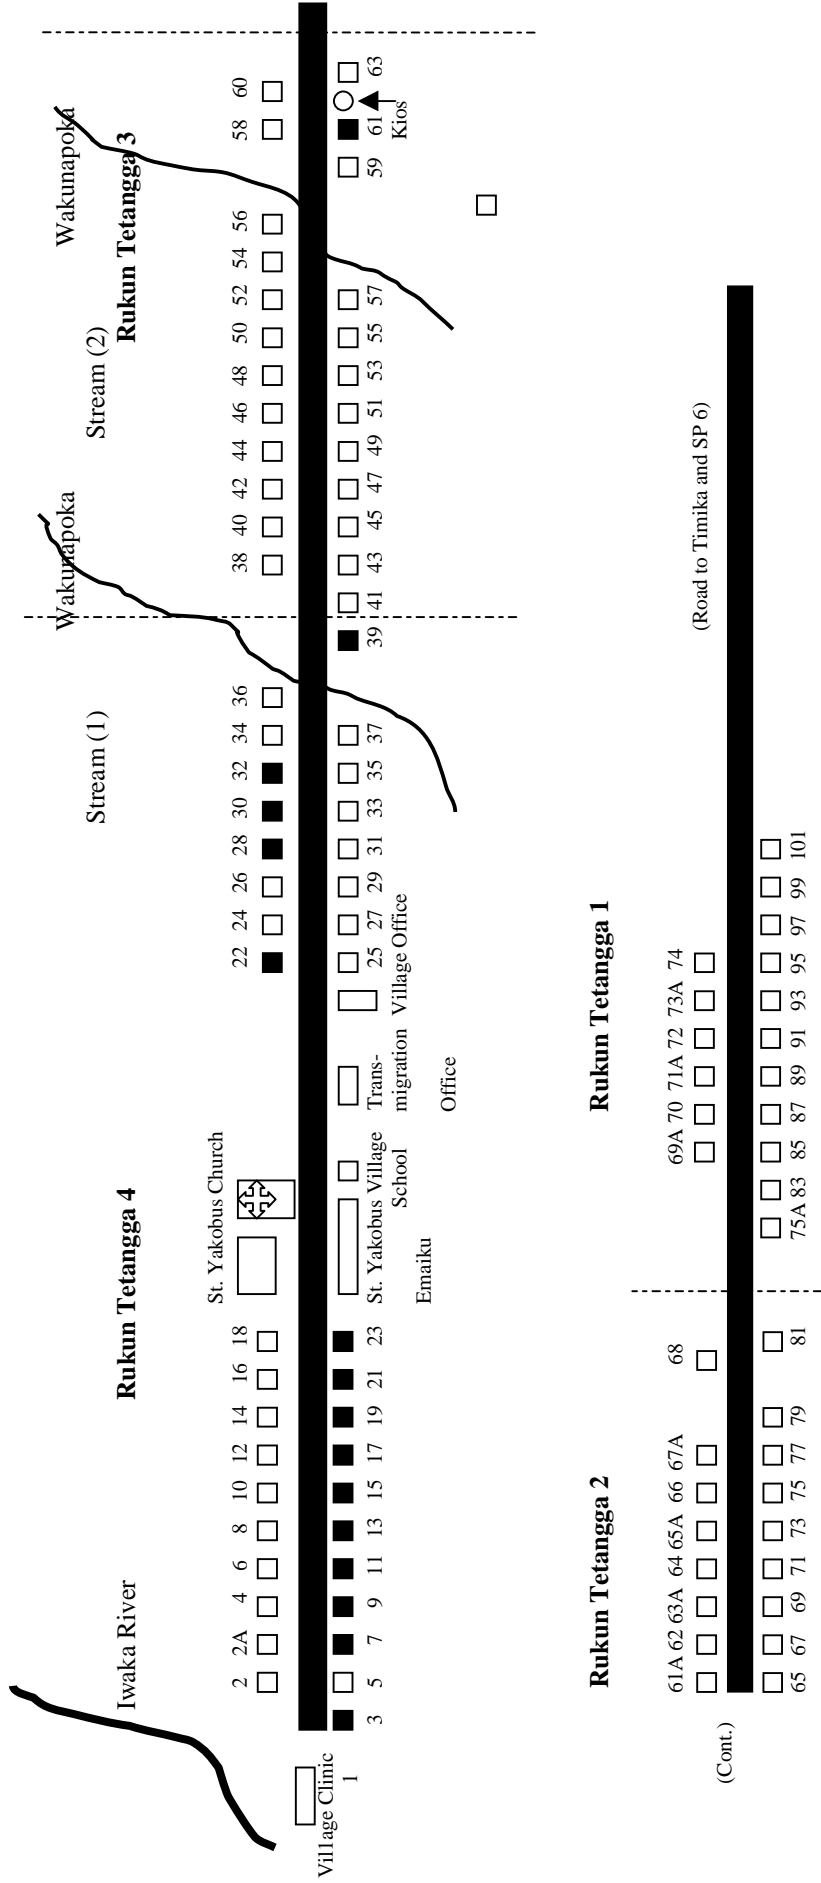 Wakunapoka Wakunapoka
Stream (1) Stream (2)
Iwaka River Rukun Tetangga 4 Rukun Tetangga 3
St. Yakobus Church
2 2A 4 6 8 10 12 14 16 18 22 24 26 28 30 32 34 36 38 40 42 44 46 48 50 52 54 56 58 60
Village Clinic
1
3 5 7 9 11 13 15 17 19 21 23 St. Yakobus Village Trans- 25 27 29 31 33 35 37 39 41 43 45 47 49 51 53 55 57 59 61 63
School migration Village Office Kios
Emaiku
Office
Rukun Tetangga 2 Rukun Tetangga 1
61A 62 63A 64 65A 66 67A 68 69A 70 71A 72 73A 74 (Road to Timika and SP 6)
(Cont.)
65 67 69 71 73 75 77 79 81 75A 83 85 87 89 91 93 95 97 99 101